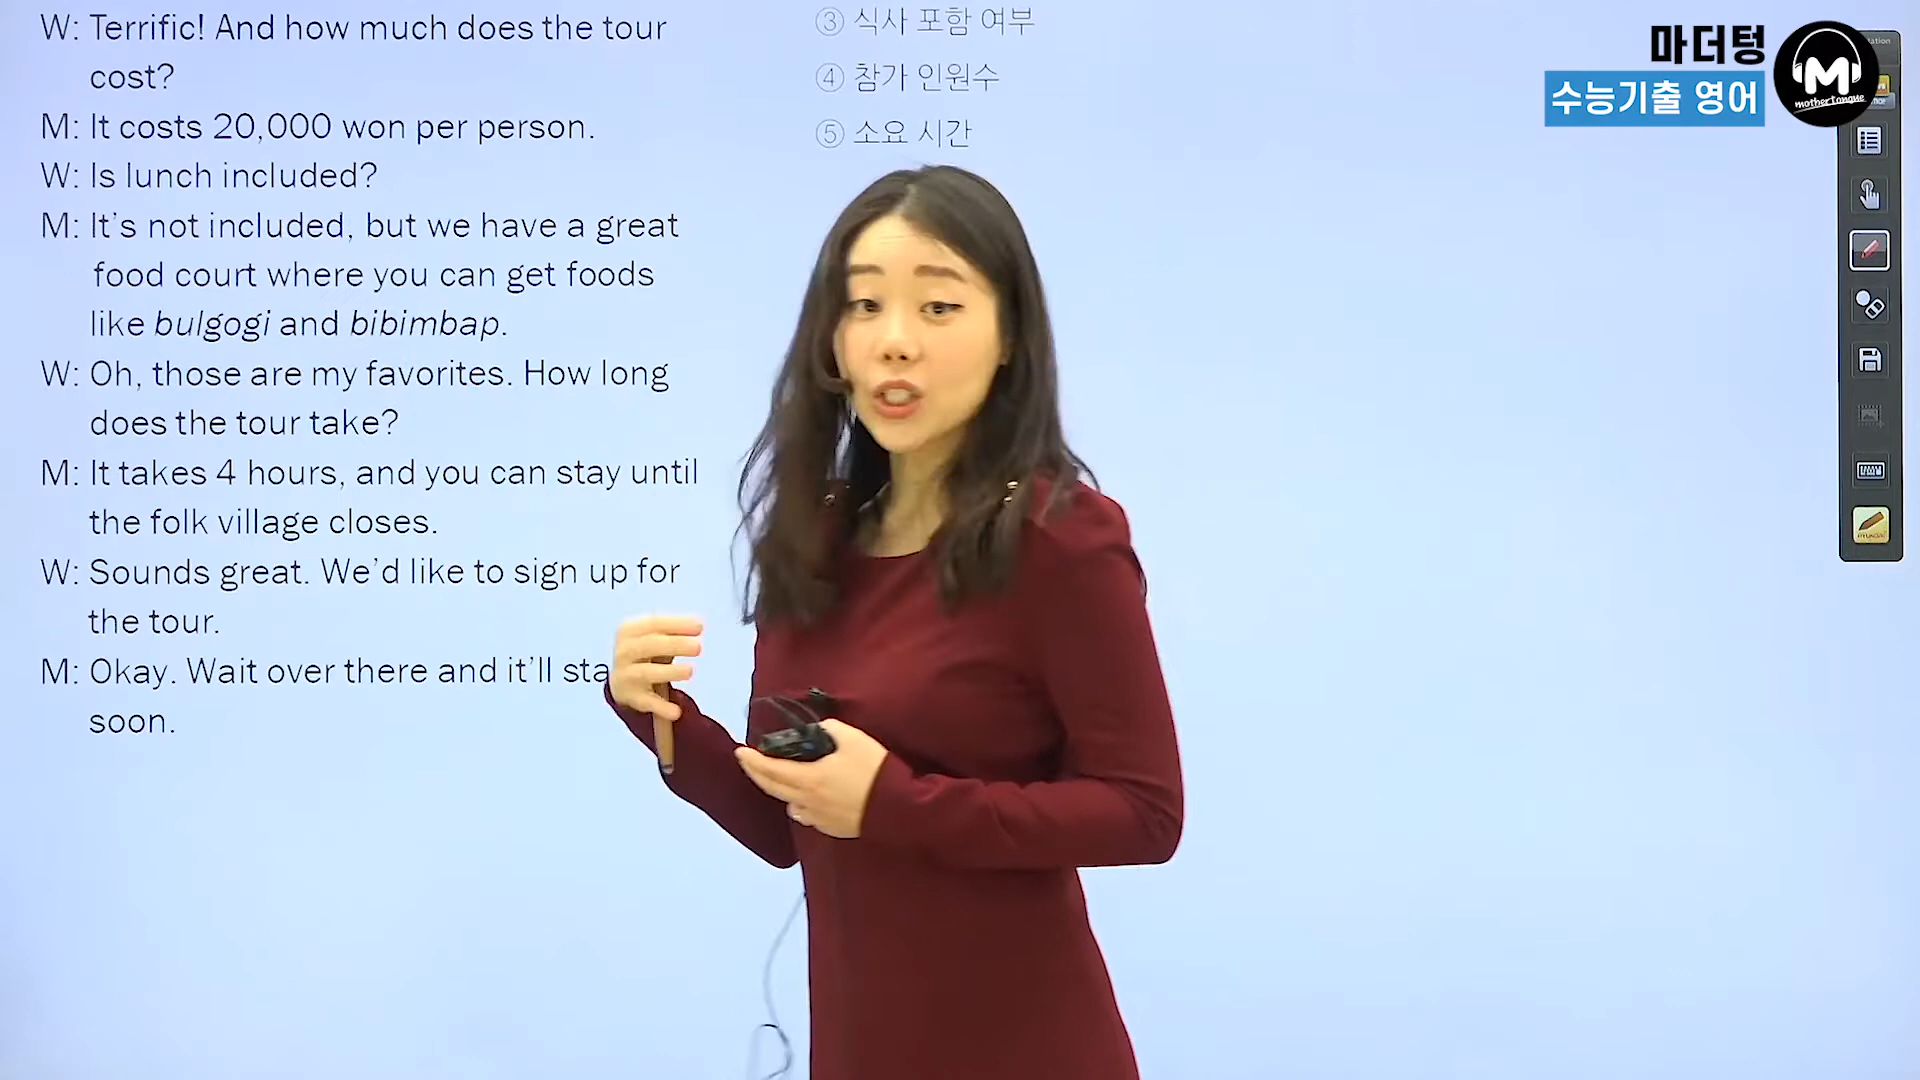 W: Terrific! And how much does the tour
cost?
M: It costs 20,000 won per person.
W: Is lunch included?
M: It's not included, but we have a great
food court where you can get foods
like bulgogi and bibimbap.
W: Oh, those are my favorites. How long
does the tour take?
M: It takes 4 hours, and you can stay until
the folk village closes.
W: Sounds great. We'd like to sign up for
the tour.
M: Okay. Wait over there and it'll sta
soon.
③ 식사 포함 여부
④ 참가 인원수
⑤ 소요 시간
마더텅
수능기출 영어
M
mothertongue